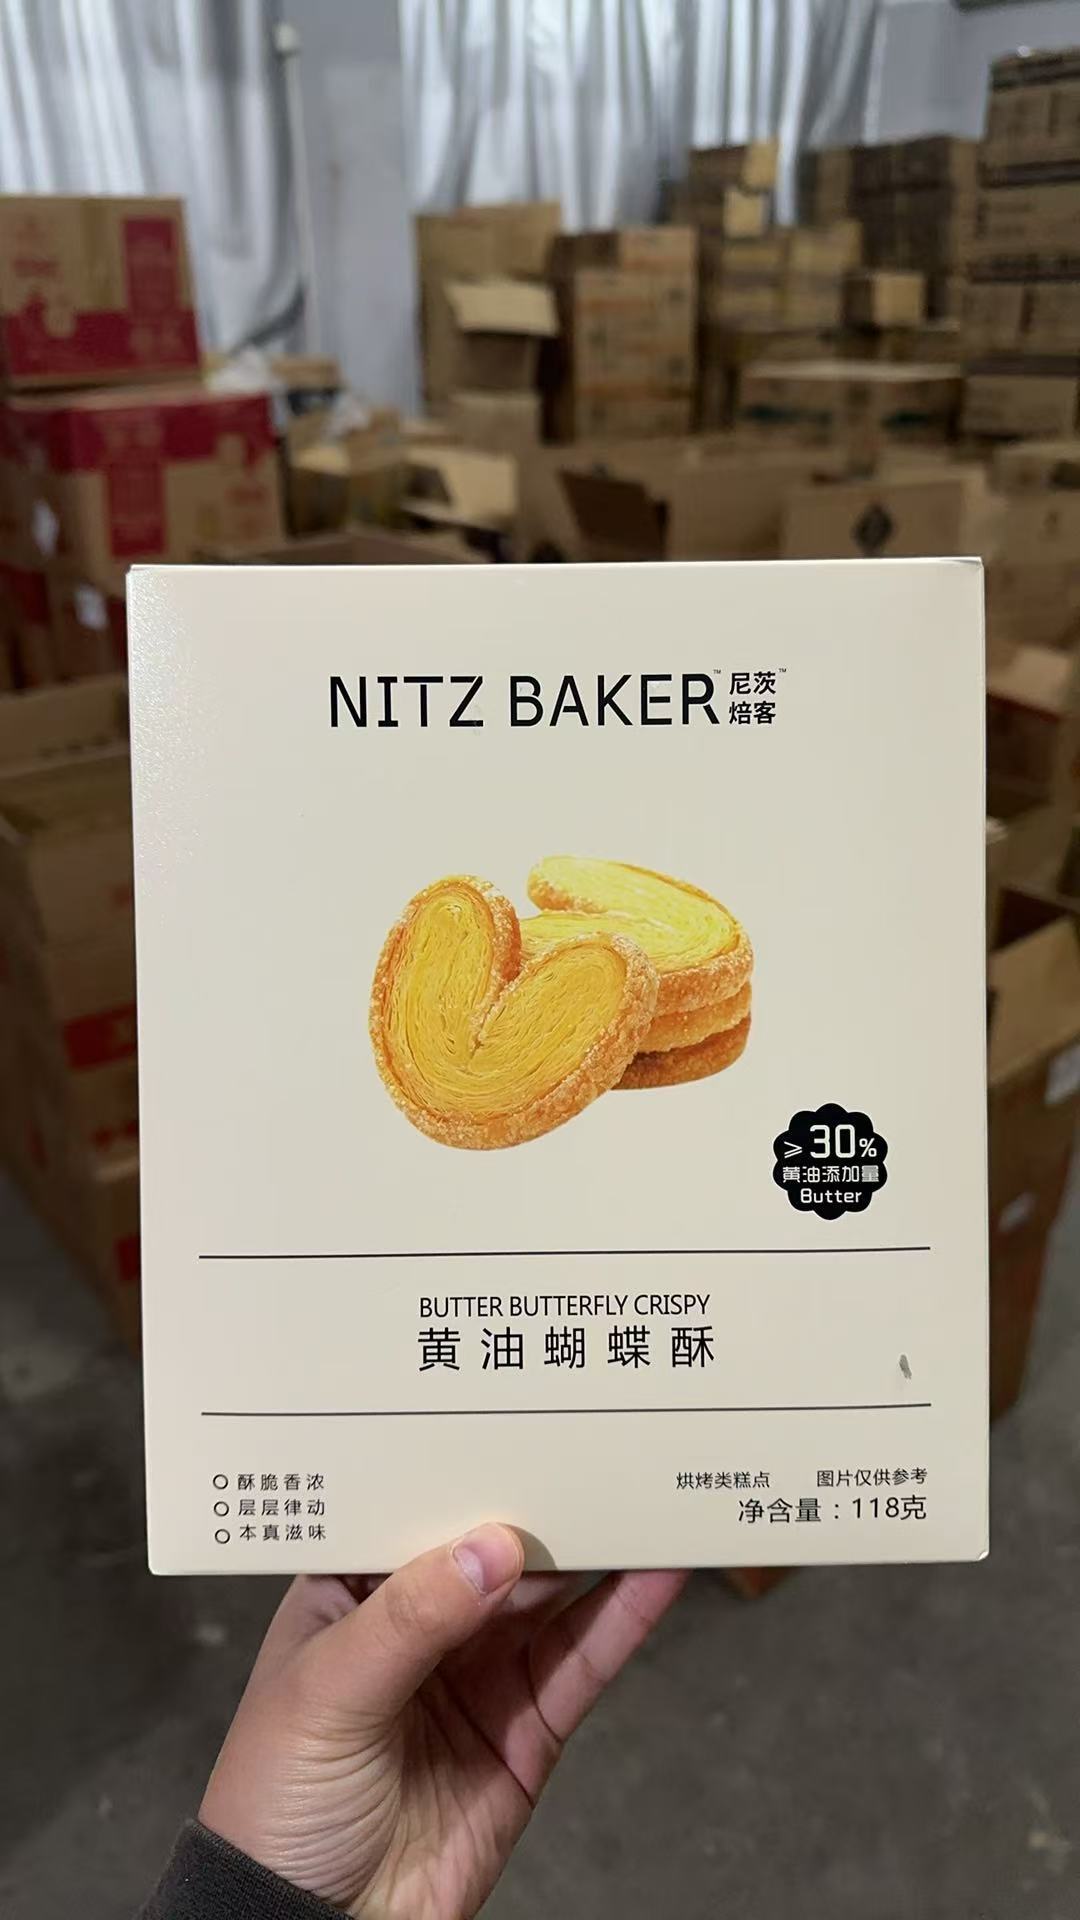 NITZ BAKER™ 尼茨™
焙客
≥30%
黄油添加量
Butter
BUTTER BUTTERFLY CRISPY
黄油蝴蝶酥
酥脆香浓
层层律动
本真滋味
烘烤类糕点 图片仅供参考
净含量：118克